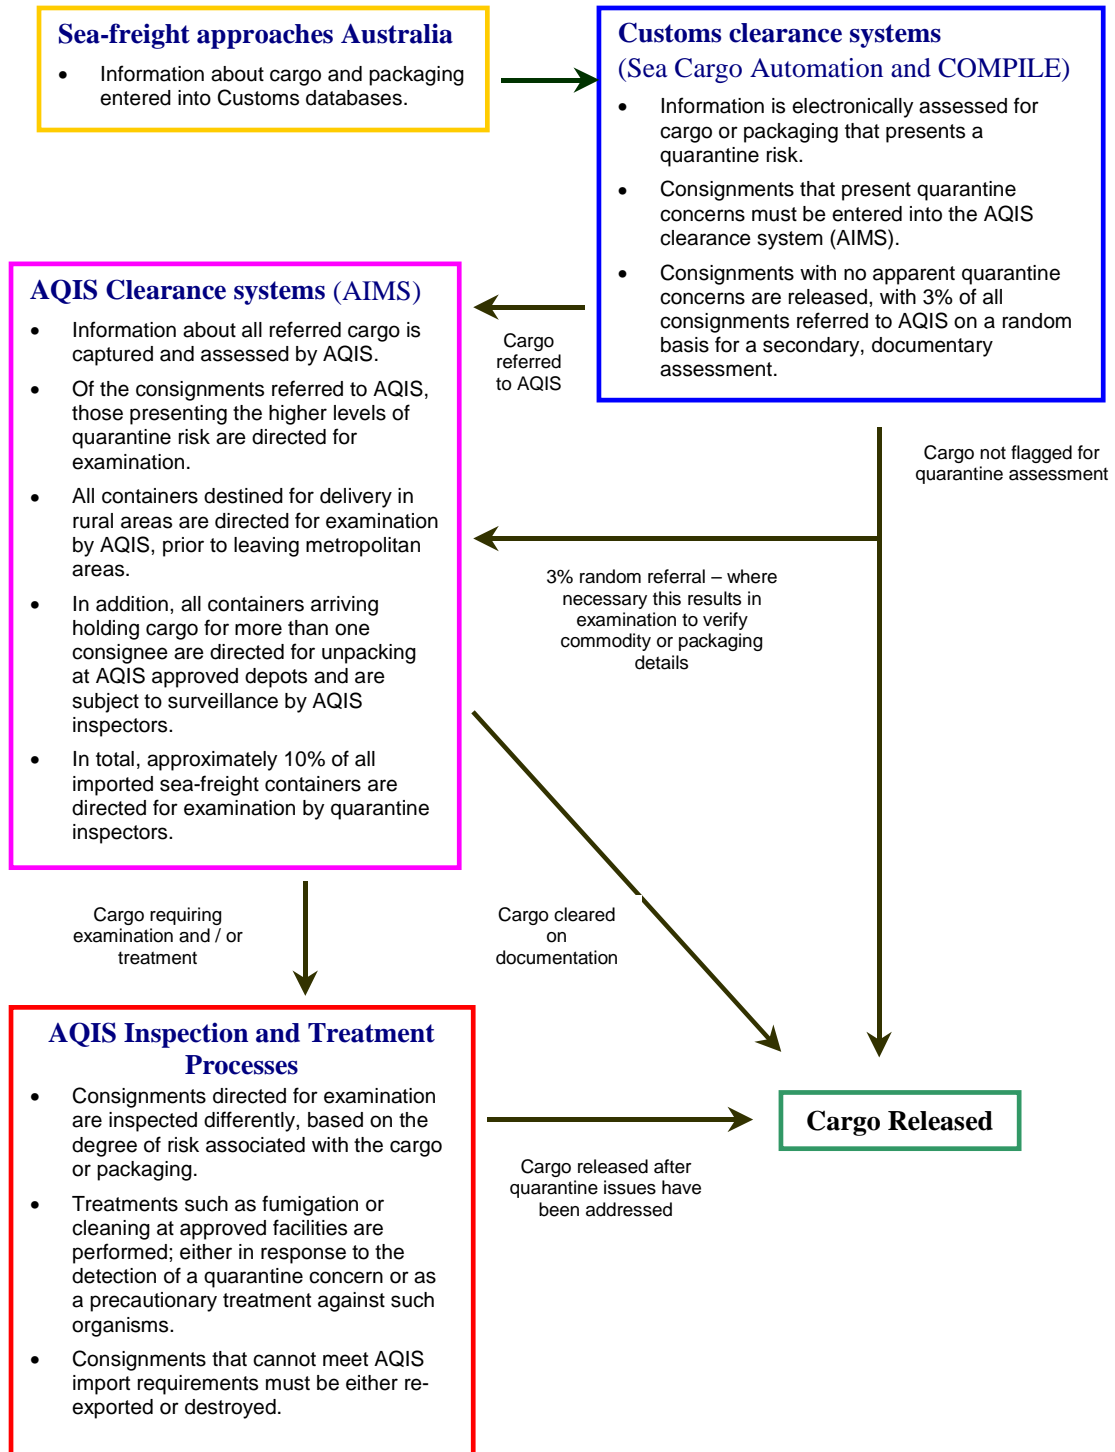 Sea-freight approaches Australia
• Information about cargo and packaging
entered into Customs databases.
Customs clearance systems
(Sea Cargo Automation and COMPILE)
• Information is electronically assessed for
cargo or packaging that presents a
quarantine risk.
• Consignments that present quarantine
concerns must be entered into the AQIS
clearance system (AIMS).
• Consignments with no apparent quarantine
concerns are released, with 3% of all
consignments referred to AQIS on a random
basis for a secondary, documentary
assessment.
Cargo
referred
to AQIS
AQIS Clearance systems (AIMS)
• Information about all referred cargo is
captured and assessed by AQIS.
• Of the consignments referred to AQIS,
those presenting the higher levels of
quarantine risk are directed for
examination.
• All containers destined for delivery in
rural areas are directed for examination
by AQIS, prior to leaving metropolitan
areas.
• In addition, all containers arriving
holding cargo for more than one
consignee are directed for unpacking
at AQIS approved depots and are
subject to surveillance by AQIS
inspectors.
• In total, approximately 10% of all
imported sea-freight containers are
directed for examination by quarantine
inspectors.
Cargo not flagged for
quarantine assessment
3% random referral – where
necessary this results in
examination to verify
commodity or packaging
details
Cargo requiring
examination and / or
treatment
Cargo cleared
on
documentation
AQIS Inspection and Treatment
Processes
• Consignments directed for examination
are inspected differently, based on the
degree of risk associated with the cargo
or packaging.
• Treatments such as fumigation or
cleaning at approved facilities are
performed; either in response to the
detection of a quarantine concern or as
a precautionary treatment against such
organisms.
• Consignments that cannot meet AQIS
import requirements must be either re-
exported or destroyed.
Cargo released after
quarantine issues have
been addressed
Cargo Released